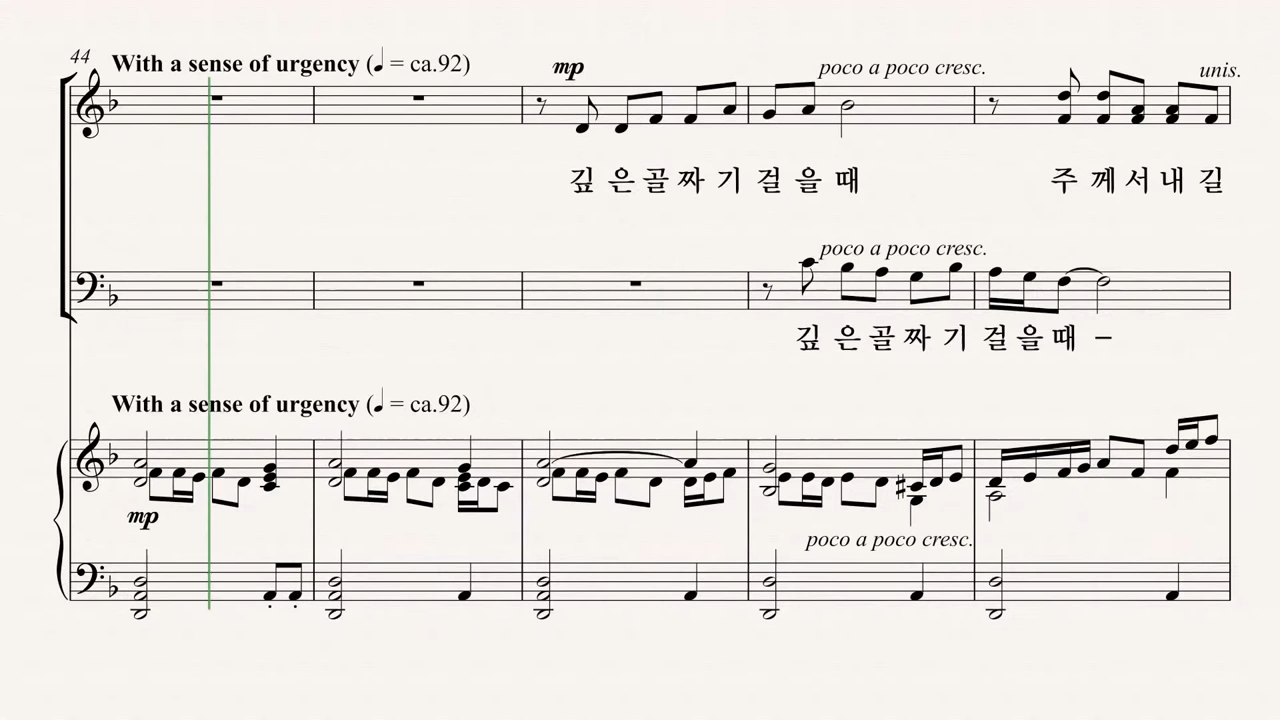 44 With a sense of urgency (♩ = ca.92) mp poco a poco cresc. unis.
깊 은 골 짜 기 걸 을 때 주 께 서 내 길
poco a poco cresc.
깊 은 골 짜 기 걸 을 때 –
With a sense of urgency (♩ = ca.92)
mp
poco a poco cresc.